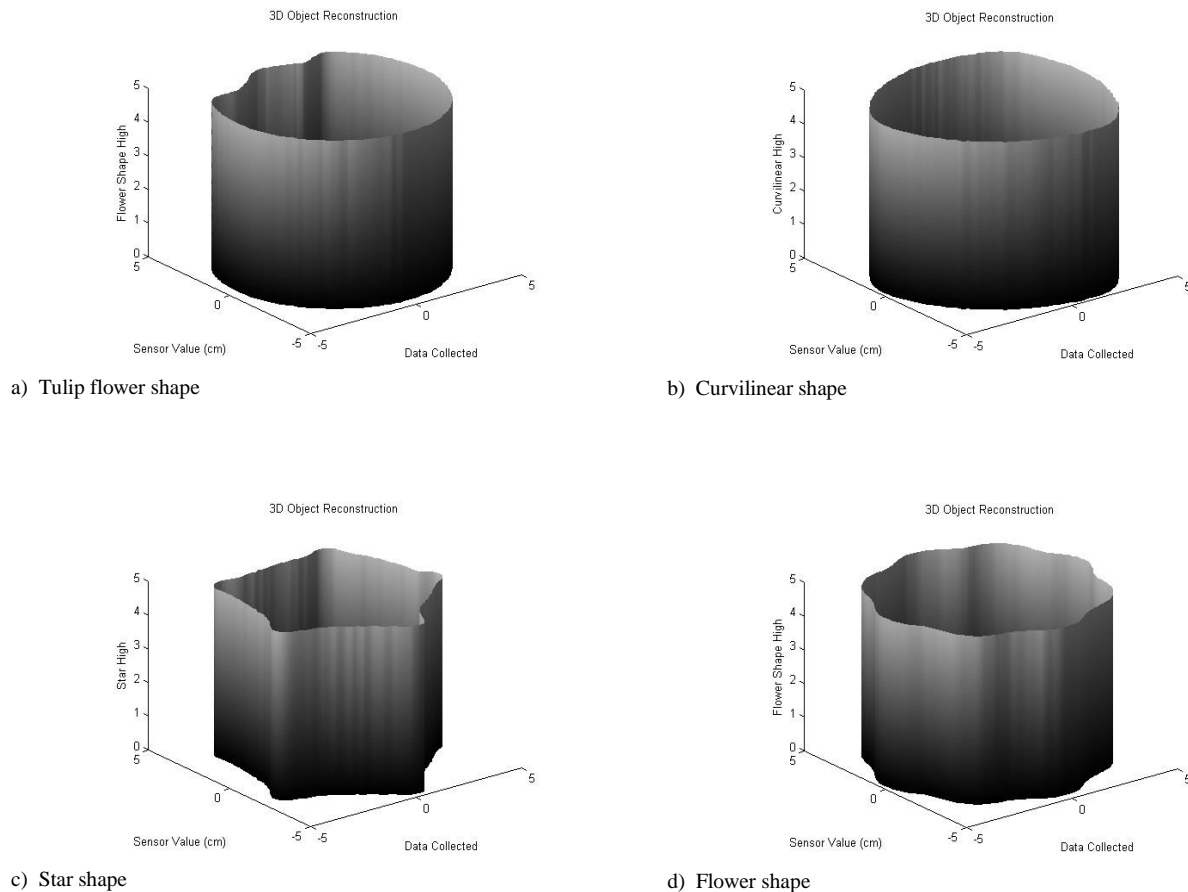 3D Object Reconstruction
5
4
3
2
1
0
Flower Shape High
5
0
-5
Sensor Value (cm)
-5
0
5
Data Collected
a) Tulip flower shape
3D Object Reconstruction
5
4
3
2
1
0
Curvilinear High
5
0
-5
Sensor Value (cm)
-5
0
5
Data Collected
b) Curvilinear shape
3D Object Reconstruction
5
4
3
2
1
0
Star High
5
0
-5
Sensor Value (cm)
-5
0
5
Data Collected
c) Star shape
3D Object Reconstruction
5
4
3
2
1
0
Flower Shape High
5
0
-5
Sensor Value (cm)
-5
0
5
Data Collected
d) Flower shape